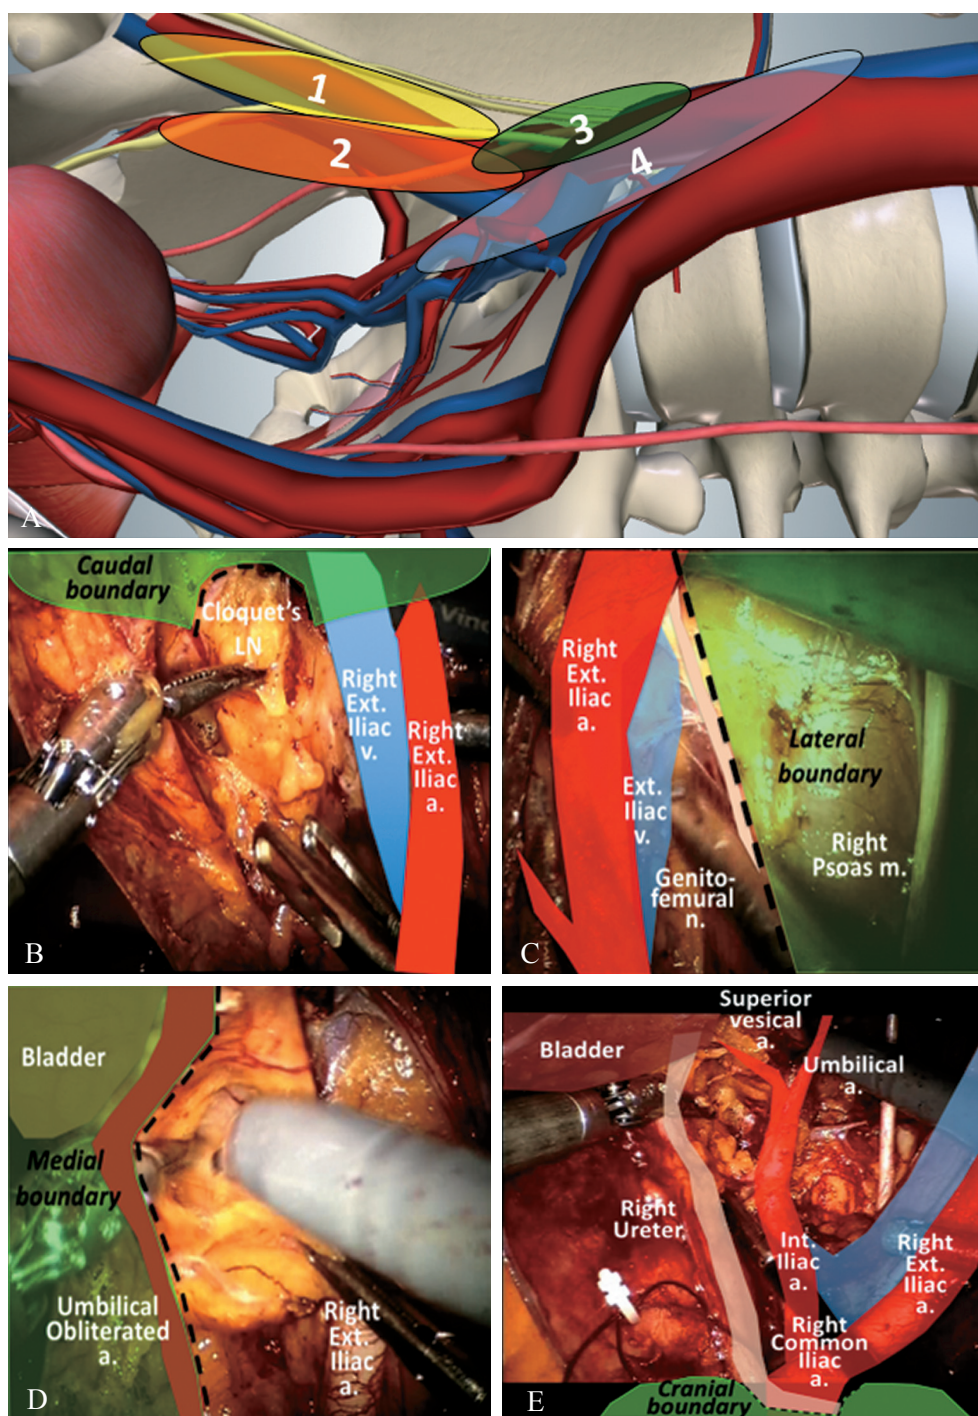 1
2
3
4
A
Caudal
boundary
Cloquet's
LN
Right
Ext.
Iliac
v.
Right
Ext.
Iliac
a.
B
Right
Ext.
Iliac
a.
Ext.
Iliac
v.
Genito-
femural
n.
Lateral
boundary
Right
Psoas m.
C
Bladder
Medial
boundary
Umbilical
Obliterated
a.
Right
Ext.
Iliac
a.
D
Superior
vesical
a.
Bladder
Umbilical
a.
Right
Ureter
Int.
Iliac
a.
Right
Ext.
Iliac
a.
Right
Common
Iliac
a.
Cranial
boundary
E